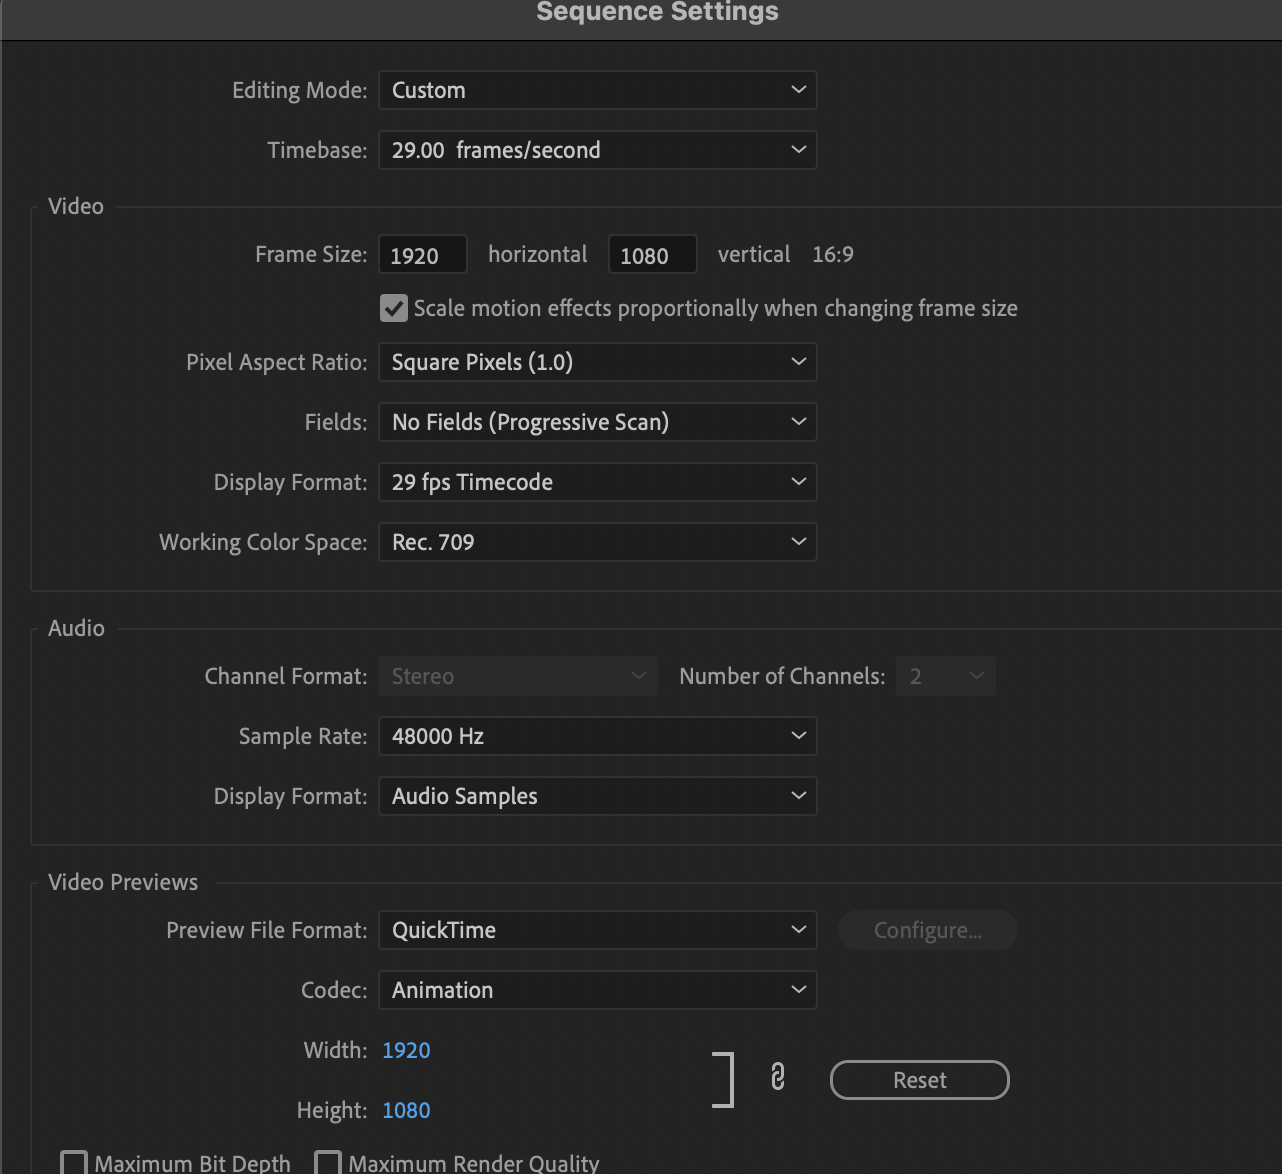 Sequence Settings
Editing Mode: Custom
Timebase: 29.00 frames/second
Video
Frame Size: 1920 horizontal 1080 vertical 16:9
Scale motion effects proportionally when changing frame size
Pixel Aspect Ratio: Square Pixels (1.0)
Fields: No Fields (Progressive Scan)
Display Format: 29 fps Timecode
Working Color Space: Rec. 709
Audio
Channel Format: Stereo Number of Channels: 2
Sample Rate: 48000 Hz
Display Format: Audio Samples
Video Previews
Preview File Format: QuickTime Configure...
Codec: Animation
Width: 1920
Reset
Height: 1080
Maximum Bit Depth Maximum Render Quality